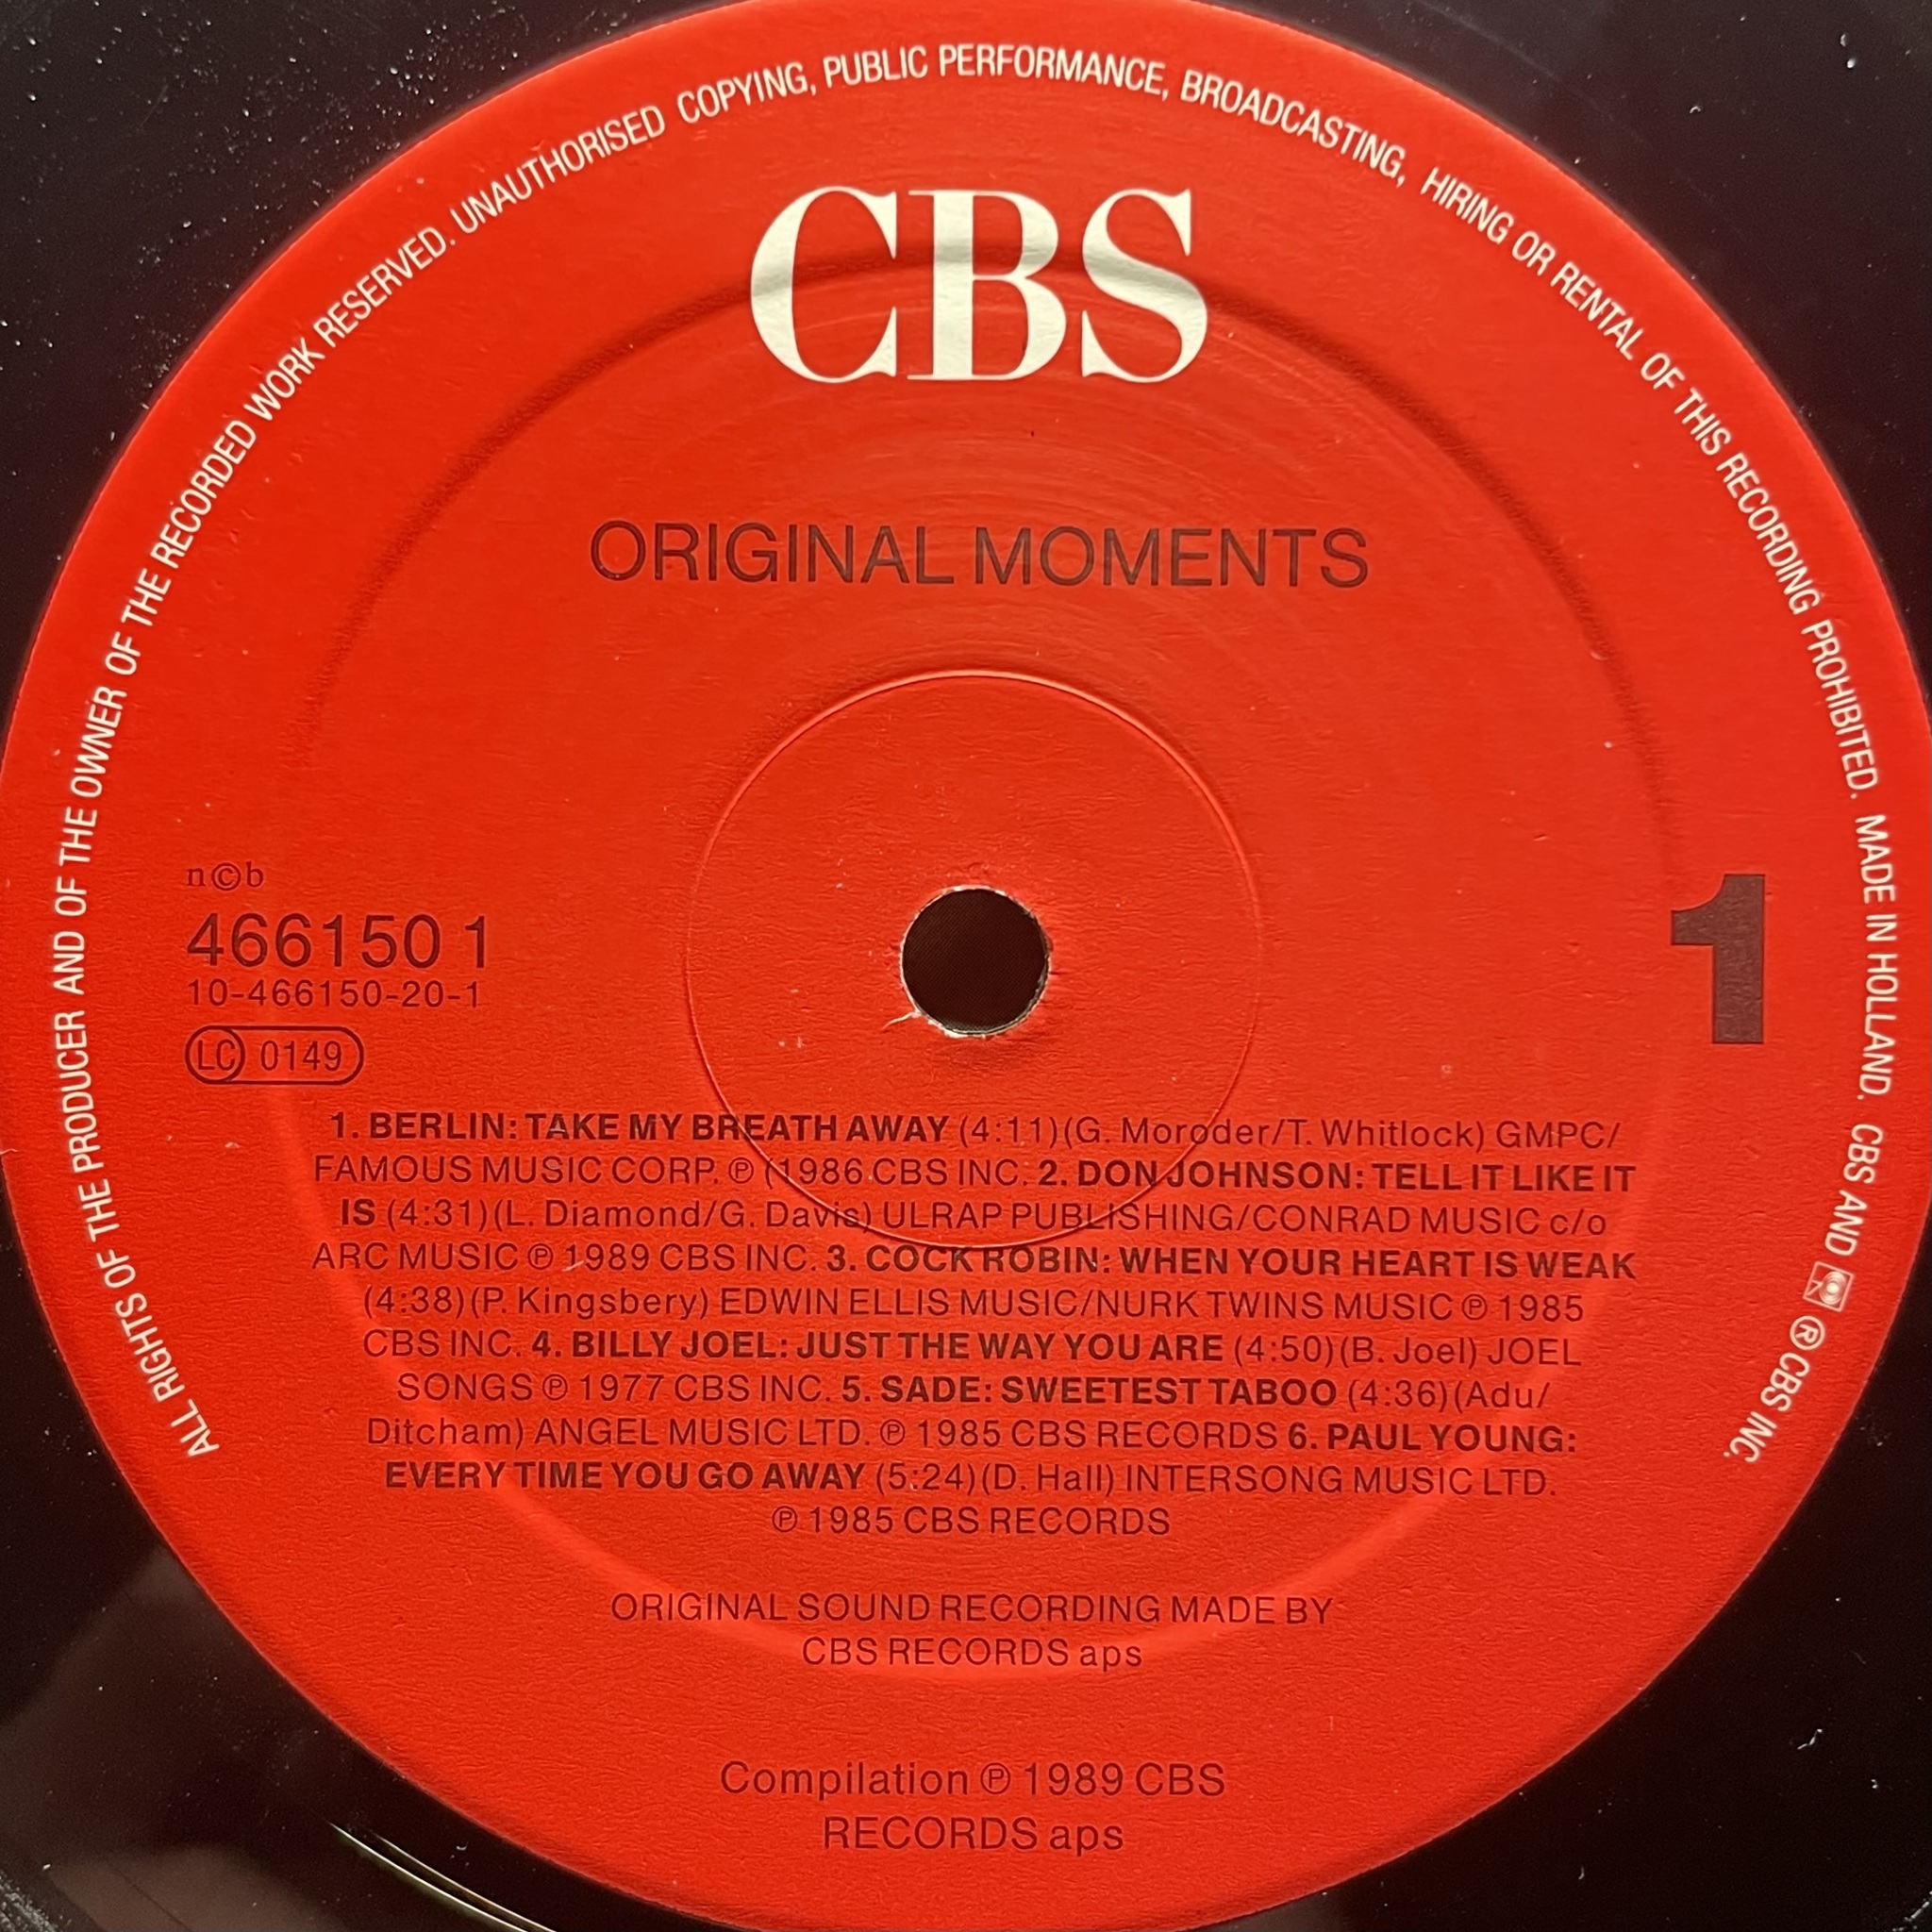 ALL RIGHTS OF THE PRODUCER AND OF THE OWNER OF THE RECORDED WORK RESERVED. UNAUTHORISED COPYING, PUBLIC PERFORMANCE, BROADCASTING, HIRING OR RENTAL OF THIS RECORDING PROHIBITED. MADE IN HOLLAND. CBS AND ® CBS INC.
CBS
ORIGINAL MOMENTS
n©b
466150 1
10-466150-20-1
LC 0149
1
1. BERLIN: TAKE MY BREATH AWAY (4:11)(G. Moroder/T. Whitlock) GMPC/
FAMOUS MUSIC CORP. ℗ (1986 CBS INC. 2. DON JOHNSON: TELL IT LIKE IT
IS (4:31)(L. Diamond/G. Davis) ULRAP PUBLISHING/CONRAD MUSIC c/o
ARC MUSIC ℗ 1989 CBS INC. 3. COCK ROBIN: WHEN YOUR HEART IS WEAK
(4:38)(P. Kingsbery) EDWIN ELLIS MUSIC/NURK TWINS MUSIC ℗ 1985
CBS INC. 4. BILLY JOEL: JUST THE WAY YOU ARE (4:50)(B. Joel) JOEL
SONGS ℗ 1977 CBS INC. 5. SADE: SWEETEST TABOO (4:36)(Adu/
Ditcham) ANGEL MUSIC LTD. ℗ 1985 CBS RECORDS 6. PAUL YOUNG:
EVERY TIME YOU GO AWAY (5:24)(D. Hall) INTERSONG MUSIC LTD.
℗ 1985 CBS RECORDS
ORIGINAL SOUND RECORDING MADE BY
CBS RECORDS aps
Compilation ℗ 1989 CBS
RECORDS aps